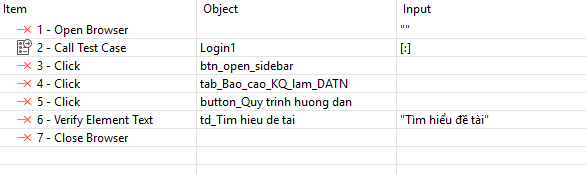 Item Object Input
1 - Open Browser ""
2 - Call Test Case Login1 [:]
3 - Click btn_open_sidebar
4 - Click tab_Bao_cao_KQ_lam_DATN
5 - Click button_Quy trinh huong dan
6 - Verify Element Text td_Tim hieu de tai "Tìm hiểu đề tài"
7 - Close Browser